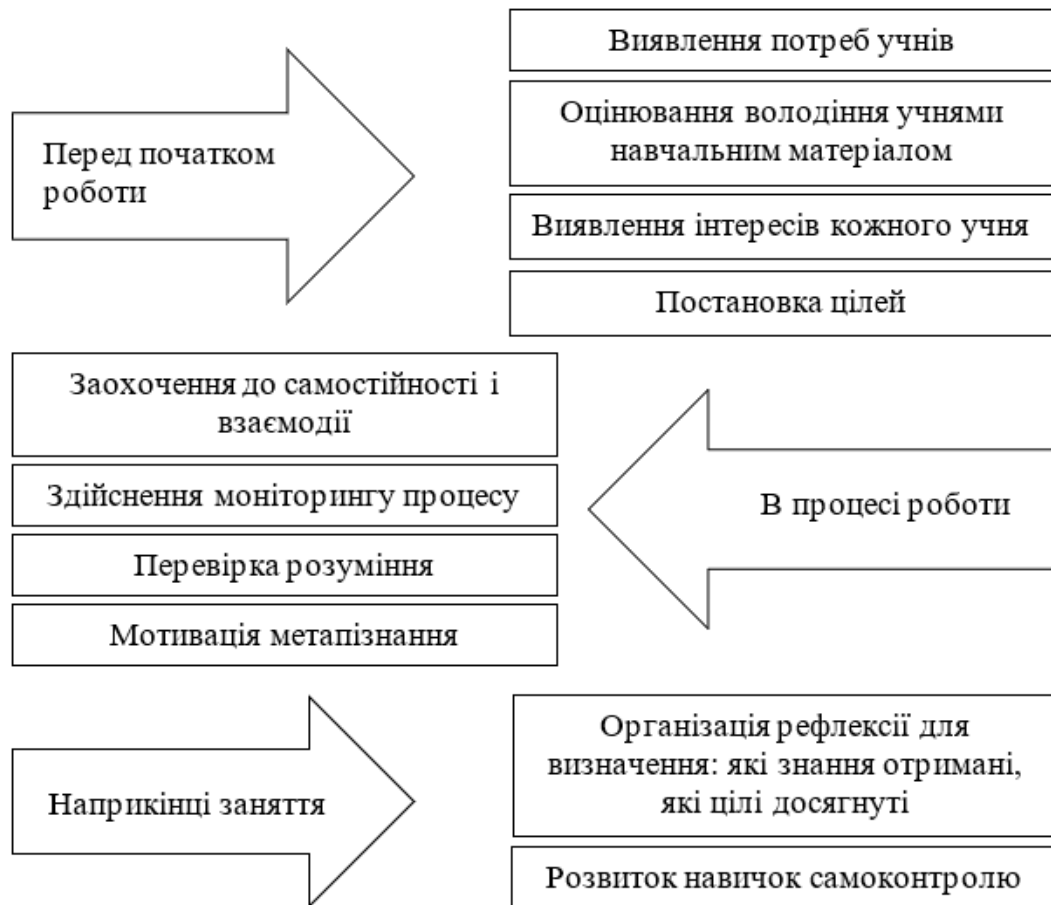 Перед початком
роботи
Виявлення потреб учнів
Оцінювання володіння учнями
навчальним матеріалом
Виявлення інтересів кожного учня
Постановка цілей
Заохочення до самостійності і
взаємодії
Здійснення моніторингу процесу
Перевірка розуміння
Мотивація метапізнання
В процесі роботи
Наприкінці заняття
Організація рефлексії для
визначення: які знання отримані,
які цілі досягнуті
Розвиток навичок самоконтролю